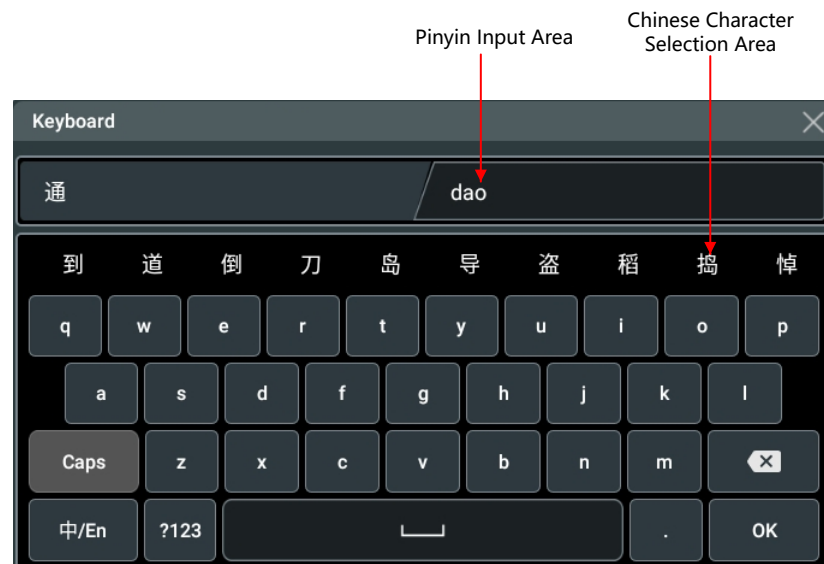 Pinyin Input Area
Chinese Character
Selection Area
Keyboard
通 dao
到 道 倒 刀 岛 导 盗 稻 捣 悼
q w e r t y u i o p
a s d f g h j k l
Caps z x c v b n m
中/En ?123 . OK